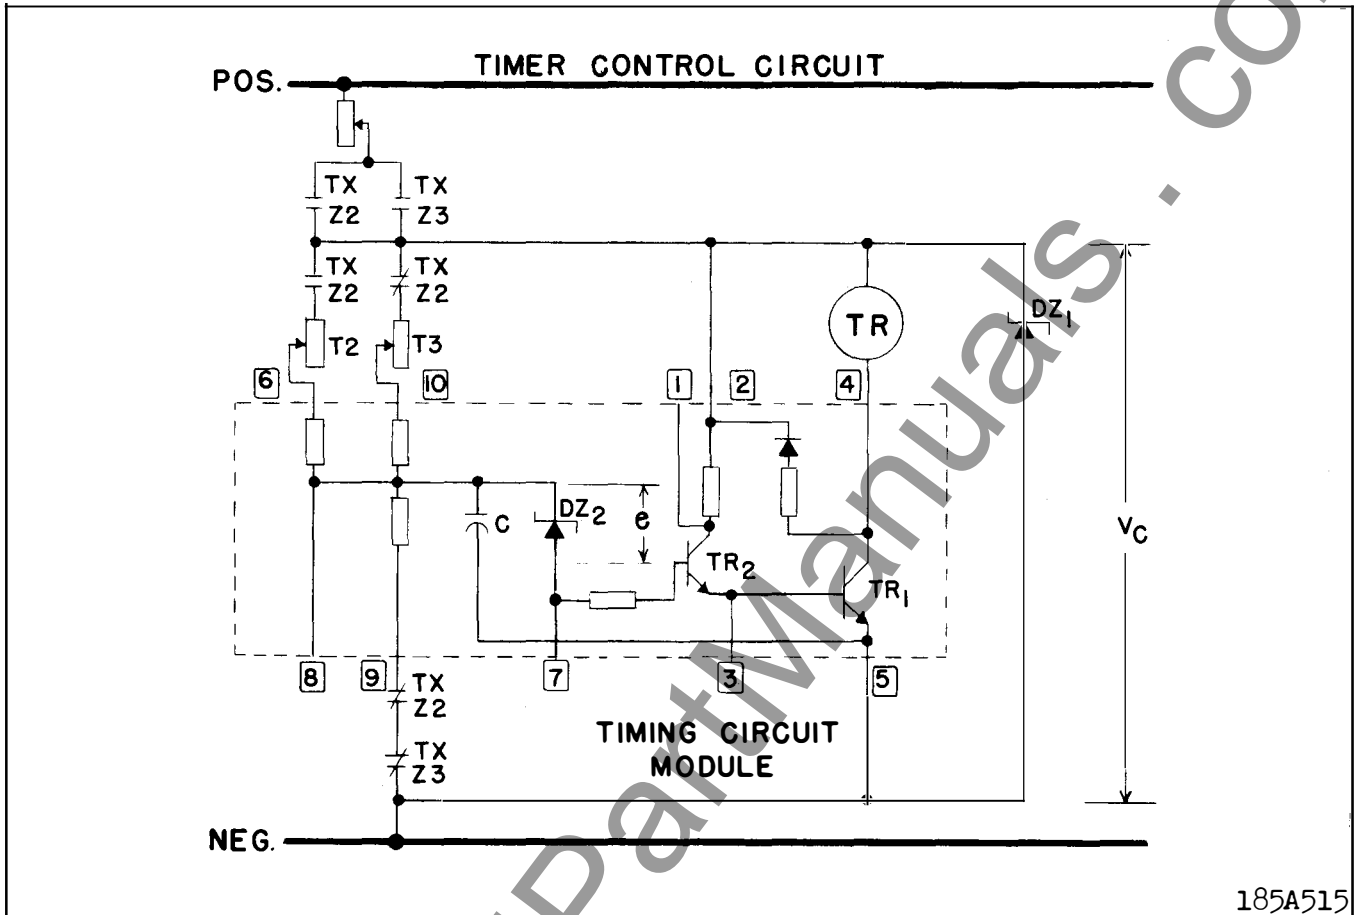 TIMER CONTROL CIRCUIT
POS.
TX
Z2
TX
Z3
TX
Z2
TX
Z2
T2
T3
TR
DZ1
6
10
1
2
4
C
DZ2
e
TR2
TR1
VC
8
9
7
3
5
TX
Z2
TX
Z3
TIMING CIRCUIT
MODULE
NEG.
185A515